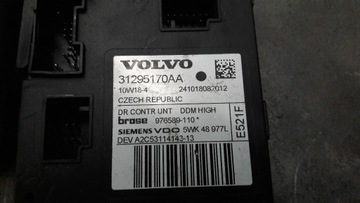 VOLVO
31295170AA
10W18-4 241018082012
CZECH REPUBLIC
DR CONTR UNT DDM HIGH
brose 976589-110*
SIEMENS VDO 5WK 48 977L
DEV A2C53114143-13
E521F